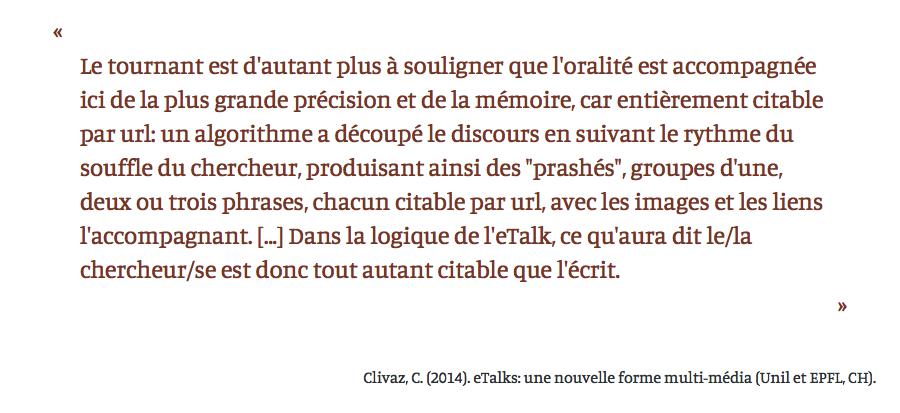 «
Le tournant est d'autant plus à souligner que l'oralité est accompagnée
ici de la plus grande précision et de la mémoire, car entièrement citable
par url: un algorithme a découpé le discours en suivant le rythme du
souffle du chercheur, produisant ainsi des "prashés", groupes d'une,
deux ou trois phrases, chacun citable par url, avec les images et les liens
l'accompagnant. [...] Dans la logique de l'eTalk, ce qu'aura dit le/la
chercheur/se est donc tout autant citable que l'écrit.
»
Clivaz, C. (2014). eTalks: une nouvelle forme multi-média (Unil et EPFL, CH).